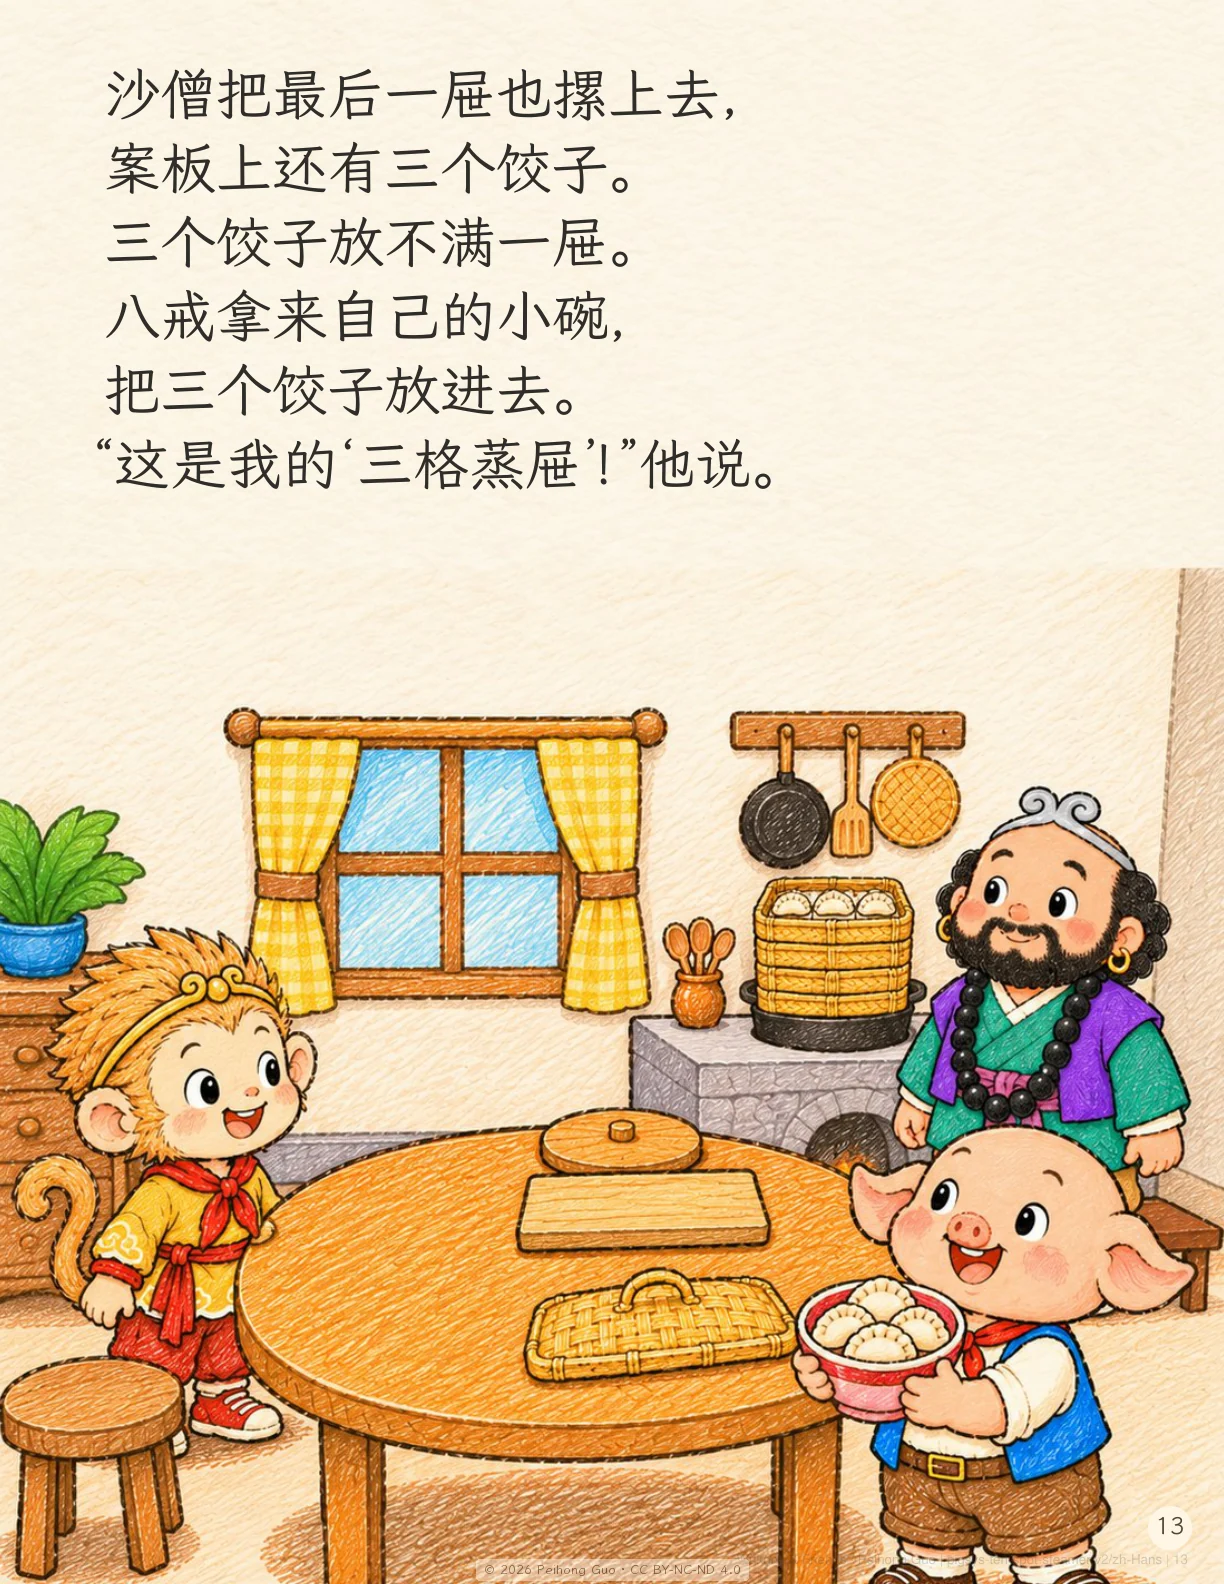 沙僧把最后一屉也摞上去，
案板上还有三个饺子。
三个饺子放不满一屉。
八戒拿来自己的小碗，
把三个饺子放进去。
“这是我的‘三格蒸屉’！”他说。
13
© 2026 Peihong Guo · CC BY-NC-ND 4.0